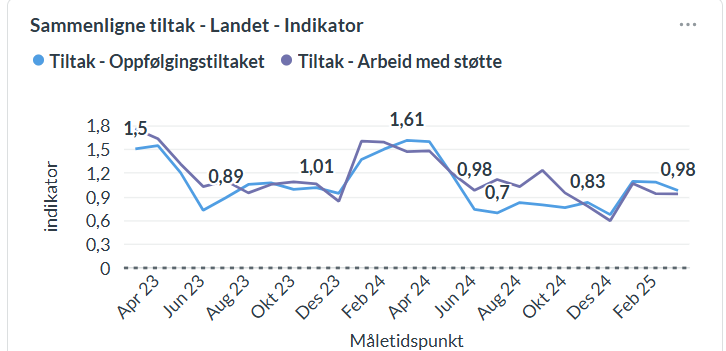 Sammenligne tiltak - Landet - Indikator
Tiltak - Oppfølgingstiltaket Tiltak - Arbeid med støtte
1,8
1,5
1,2
0,9
0,6
0,3
0
indikator
1,5
0,89
1,01
1,61
0,98
0,7
0,83
0,98
Apr 23
Jun 23
Aug 23
Okt 23
Des 23
Feb 24
Apr 24
Jun 24
Aug 24
Okt 24
Des 24
Feb 25
Måletidspunkt